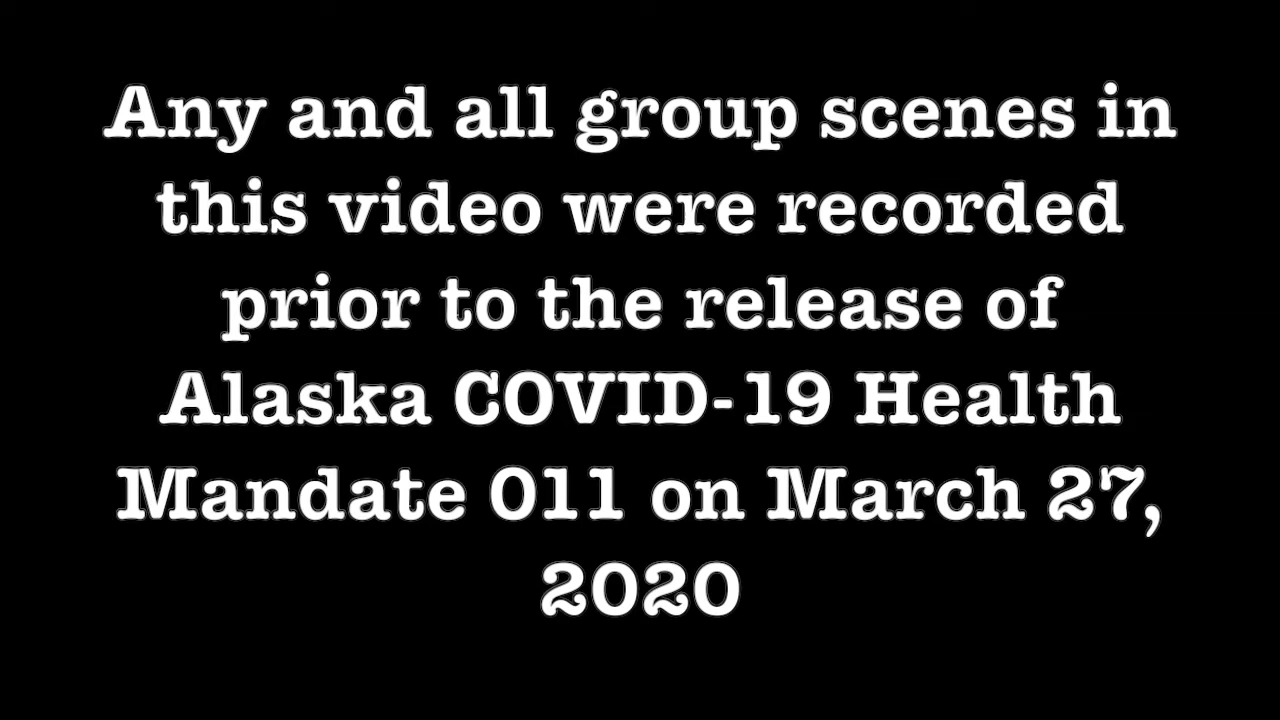 Any and all group scenes in
this video were recorded
prior to the release of
Alaska COVID-19 Health
Mandate 011 on March 27,
2020